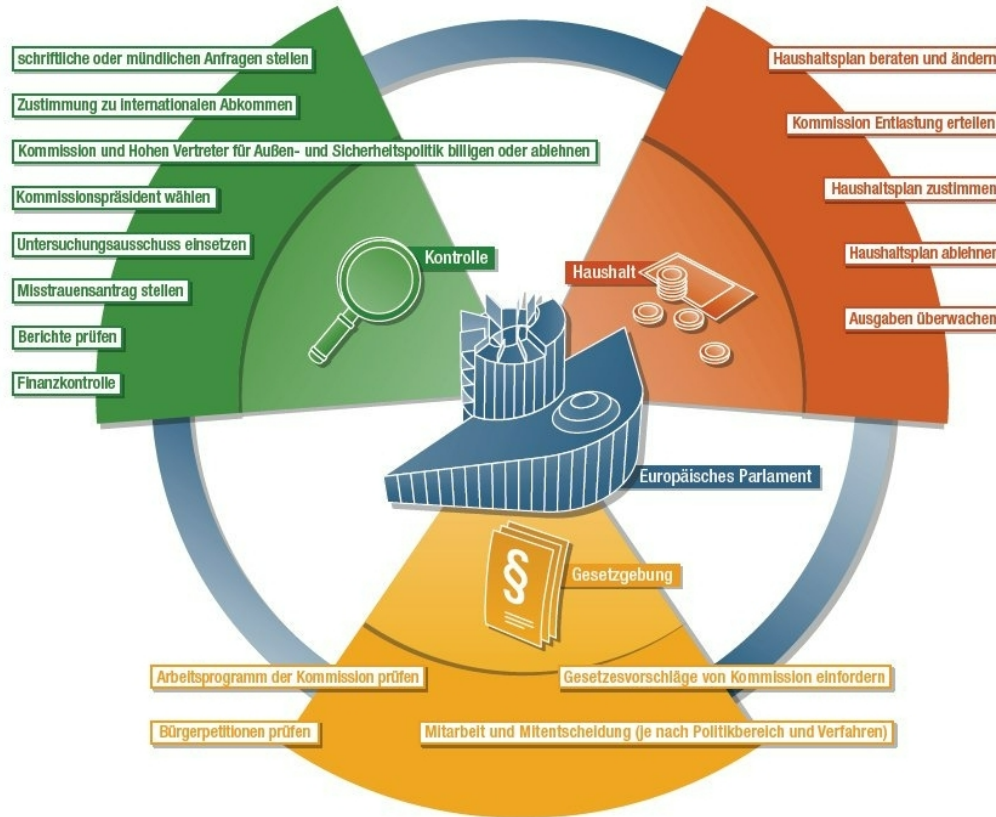 schriftliche oder mündlichen Anfragen stellen
Zustimmung zu internationalen Abkommen
Kommission und Hohen Vertreter für Außen- und Sicherheitspolitik billigen oder ablehnen
Kommissionspräsident wählen
Untersuchungsausschuss einsetzen
Misstrauensantrag stellen
Berichte prüfen
Finanzkontrolle
Kontrolle
Haushaltsplan beraten und ändern
Kommission Entlastung erteilen
Haushaltsplan zustimmen
Haushaltsplan ablehnen
Ausgaben überwachen
Haushalt
Europäisches Parlament
§
Gesetzgebung
Arbeitsprogramm der Kommission prüfen
Gesetzesvorschläge von Kommission einfordern
Bürgerpetitionen prüfen
Mitarbeit und Mitentscheidung (je nach Politikbereich und Verfahren)